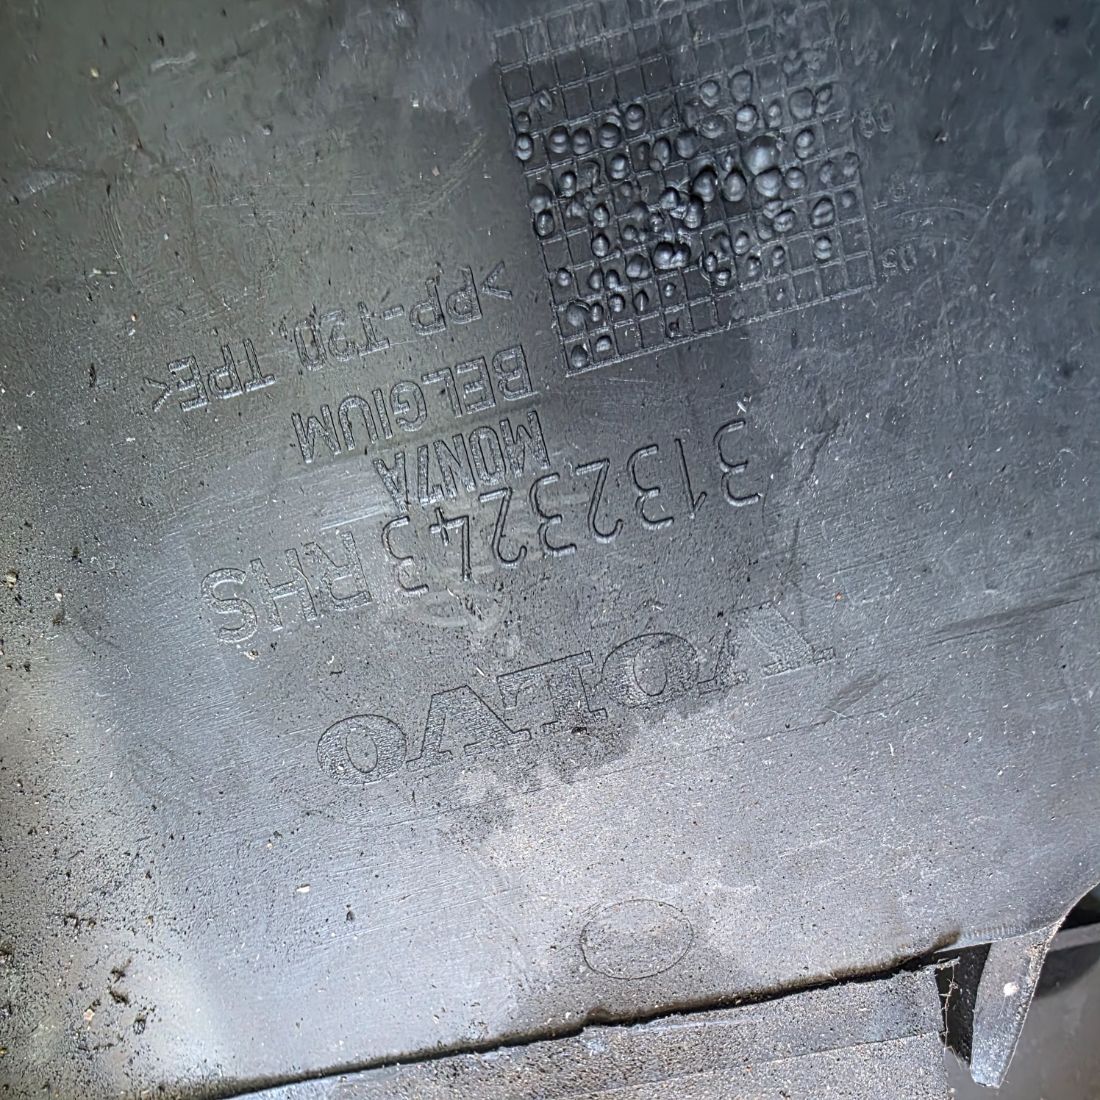 VOLVO
31323243 RHS
MONZA
BELGIUM
>PP-T20, TPE<